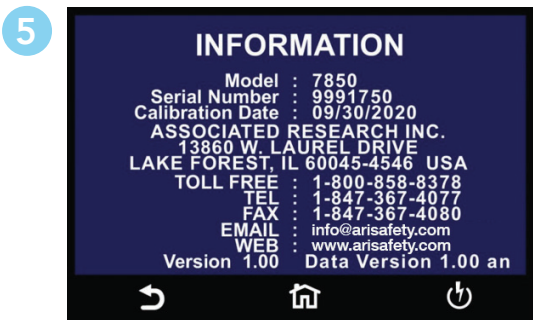 5
INFORMATION
Model : 7850
Serial Number : 9991750
Calibration Date : 09/30/2020
ASSOCIATED RESEARCH INC.
13860 W. LAUREL DRIVE
LAKE FOREST, IL 60045-4546 USA
TOLL FREE : 1-800-858-8378
TEL : 1-847-367-4077
FAX : 1-847-367-4080
EMAIL : info@arisafety.com
WEB : www.arisafety.com
Version 1.00 Data Version 1.00 an